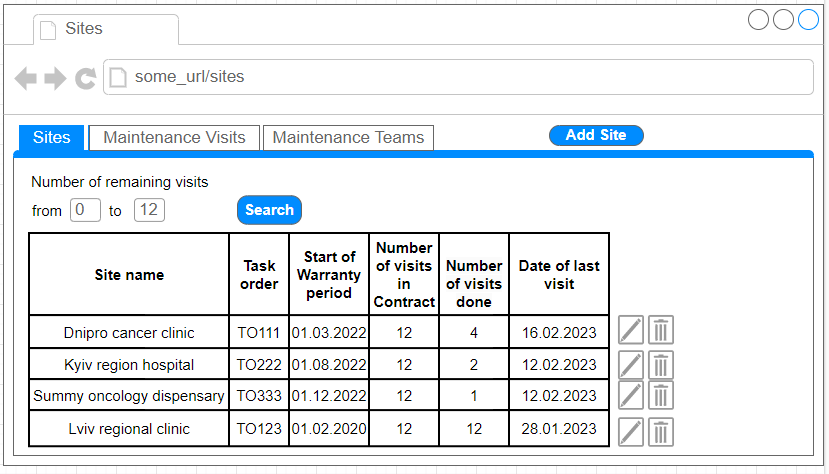 Sites
some_url/sites
Sites Maintenance Visits Maintenance Teams Add Site
Number of remaining visits
from 0 to 12 Search
Site name Task order Start of Warranty period Number of visits in Contract Number of visits done Date of last visit
Dnipro cancer clinic TO111 01.03.2022 12 4 16.02.2023
Kyiv region hospital TO222 01.08.2022 12 2 12.02.2023
Summy oncology dispensary TO333 01.12.2022 12 1 12.02.2023
Lviv regional clinic TO123 01.02.2020 12 12 28.01.2023